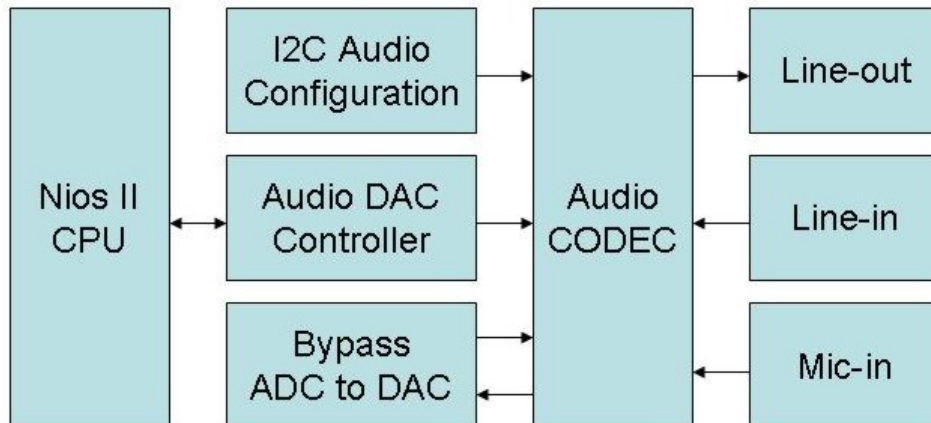 Nios II
CPU
I2C Audio
Configuration
Audio DAC
Controller
Bypass
ADC to DAC
Audio
CODEC
Line-out
Line-in
Mic-in